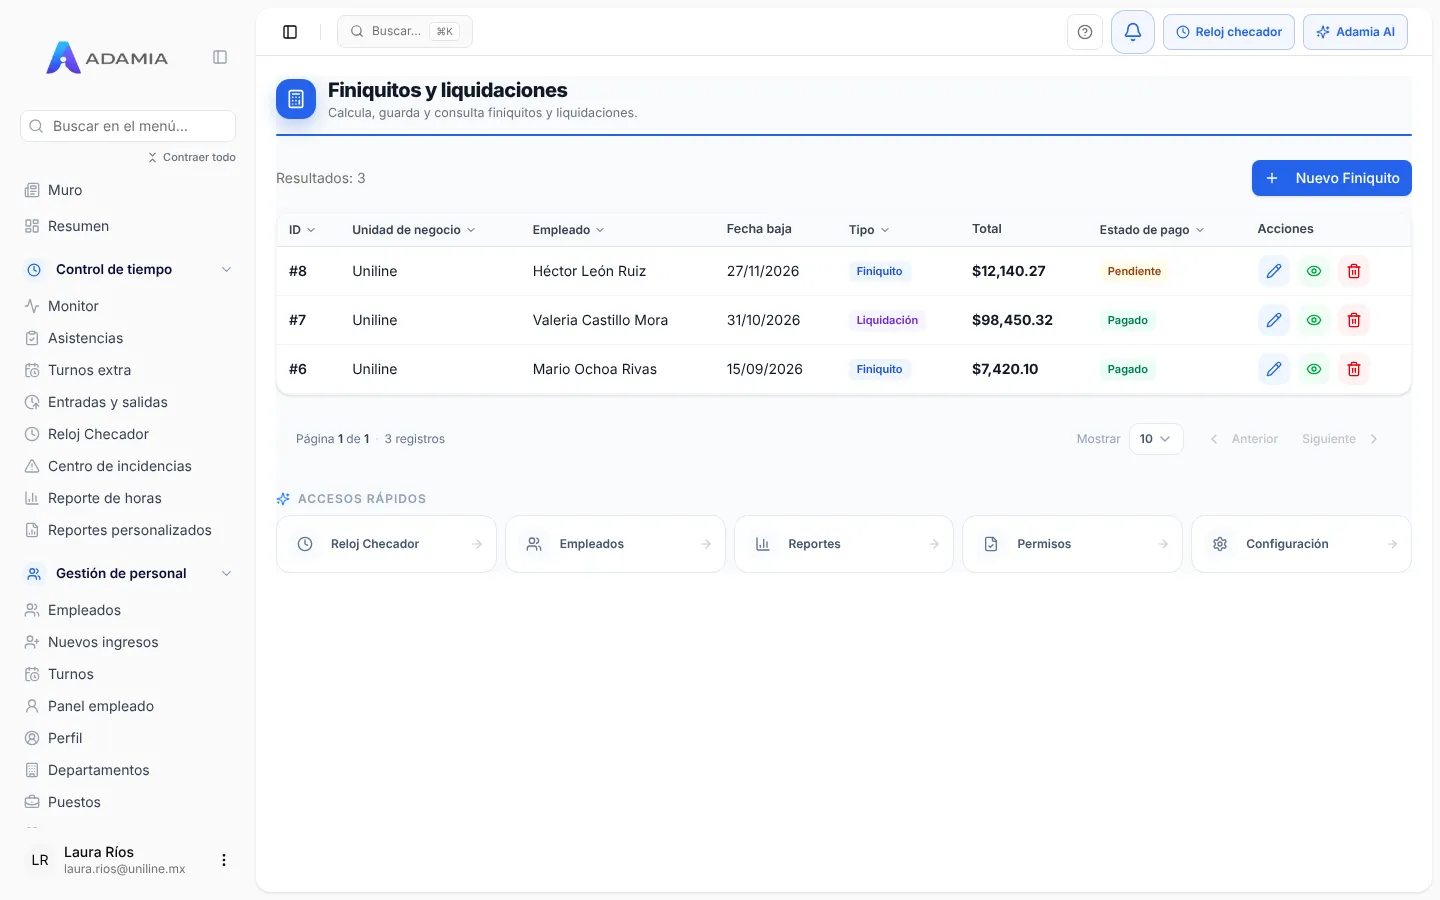 ADAMIA
Buscar en el menú...
Contraer todo
Muro
Resumen
Control de tiempo
Monitor
Asistencias
Turnos extra
Entradas y salidas
Reloj Checador
Centro de incidencias
Reporte de horas
Reportes personalizados
Gestión de personal
Empleados
Nuevos ingresos
Turnos
Panel empleado
Perfil
Departamentos
Puestos
LR
Laura Ríos
laura.rios@uniline.mx
Buscar... ⌘K
Reloj checador
Adamia AI
Finiquitos y liquidaciones
Calcula, guarda y consulta finiquitos y liquidaciones.
Resultados: 3
+ Nuevo Finiquito
ID Unidad de negocio Empleado Fecha baja Tipo Total Estado de pago Acciones
#8 Uniline Héctor León Ruiz 27/11/2026 Finiquito $12,140.27 Pendiente
#7 Uniline Valeria Castillo Mora 31/10/2026 Liquidación $98,450.32 Pagado
#6 Uniline Mario Ochoa Rivas 15/09/2026 Finiquito $7,420.10 Pagado
Página 1 de 1 · 3 registros
Mostrar 10 Anterior Siguiente
ACCESOS RÁPIDOS
Reloj Checador
Empleados
Reportes
Permisos
Configuración